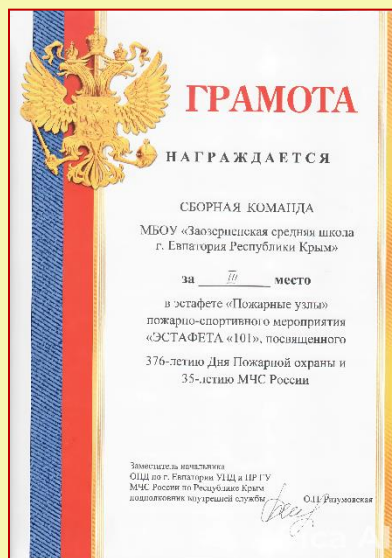 ГРАМОТА
НАГРАЖДАЕТСЯ
СБОРНАЯ КОМАНДА
МБОУ «Заозерненская средняя школа
г. Евпатория Республики Крым»
за III место
в эстафете «Пожарные узлы»
пожарно-спортивного мероприятия
«ЭСТАФЕТА «101», посвященного
376-летию Дня Пожарной охраны и
35-летию МЧС России
Заместитель начальника
ОНД по г. Евпатории УНД и ПР ГУ
МЧС России по Республике Крым
подполковник внутренней службы О.П. Разумовская